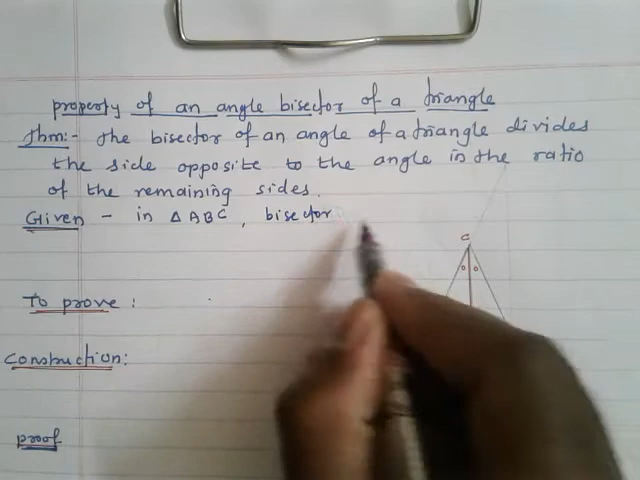 property of an angle bisector of a triangle
Thm:- the bisector of an angle of a triangle divides
the side opposite to the angle in the ratio
of the remaining sides.
Given - in △ABC, bisector
C
To prove :
Construction:
proof